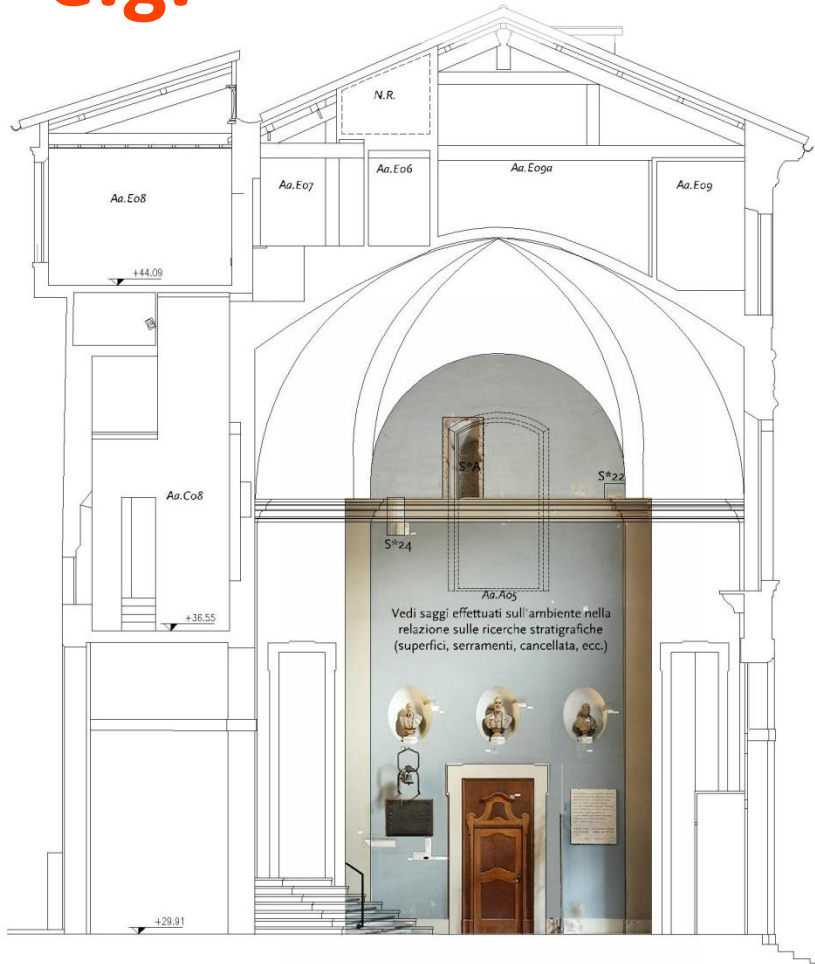 e.g.
N.R.
Aa.E08
Aa.E07
Aa.E06
Aa.E09a
Aa.E09
+44.09
S*A
S*22
Aa.C08
S*24
Aa.A05
Vedi saggi effettuati sull'ambiente nella
relazione sulle ricerche stratigrafiche
(superfici, serramenti, cancellata, ecc.)
+36.55
+29.91